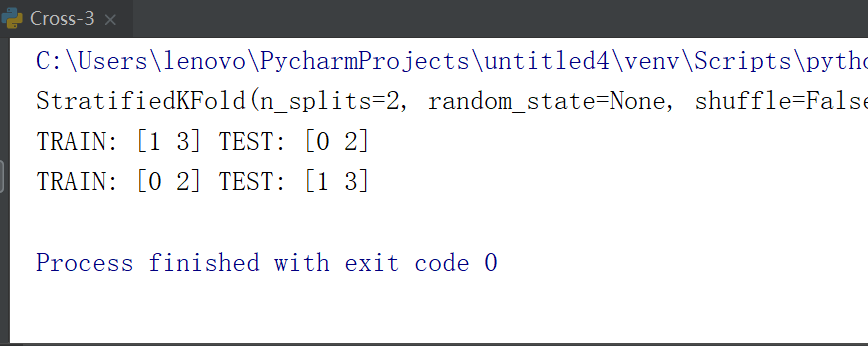 Cross-3
C:\Users\lenovo\PycharmProjects\untitled4\venv\Scripts\pytho
StratifiedKFold(n_splits=2, random_state=None, shuffle=False
TRAIN: [1 3] TEST: [0 2]
TRAIN: [0 2] TEST: [1 3]
Process finished with exit code 0